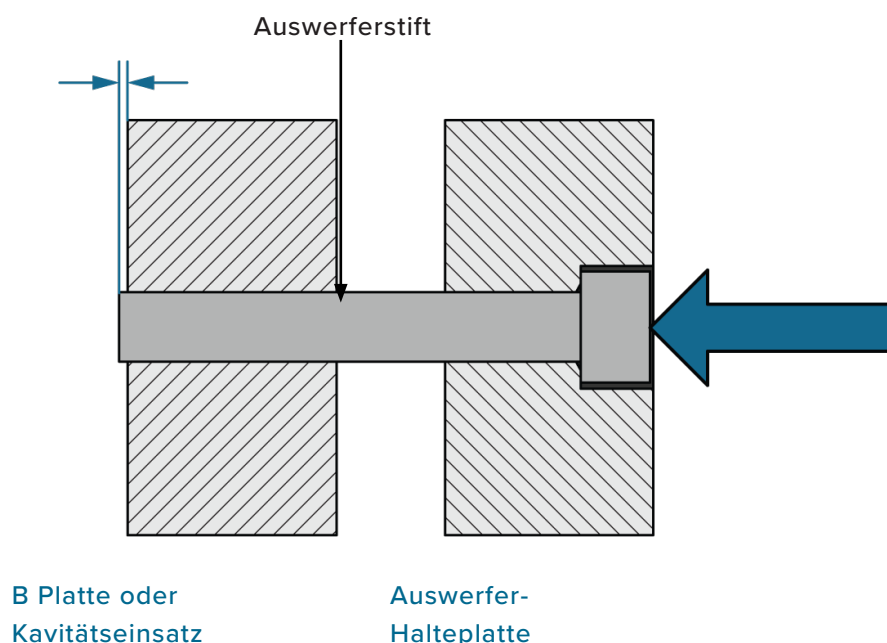 Auswerferstift
B Platte oder
Kavitätseinsatz
Auswerfer-
Halteplatte